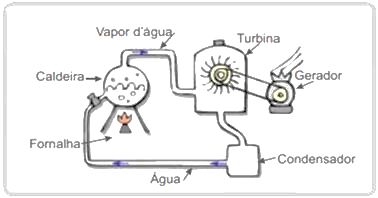 Vapor d'água
Turbina
Caldeira
Gerador
Fornalha
Condensador
Água